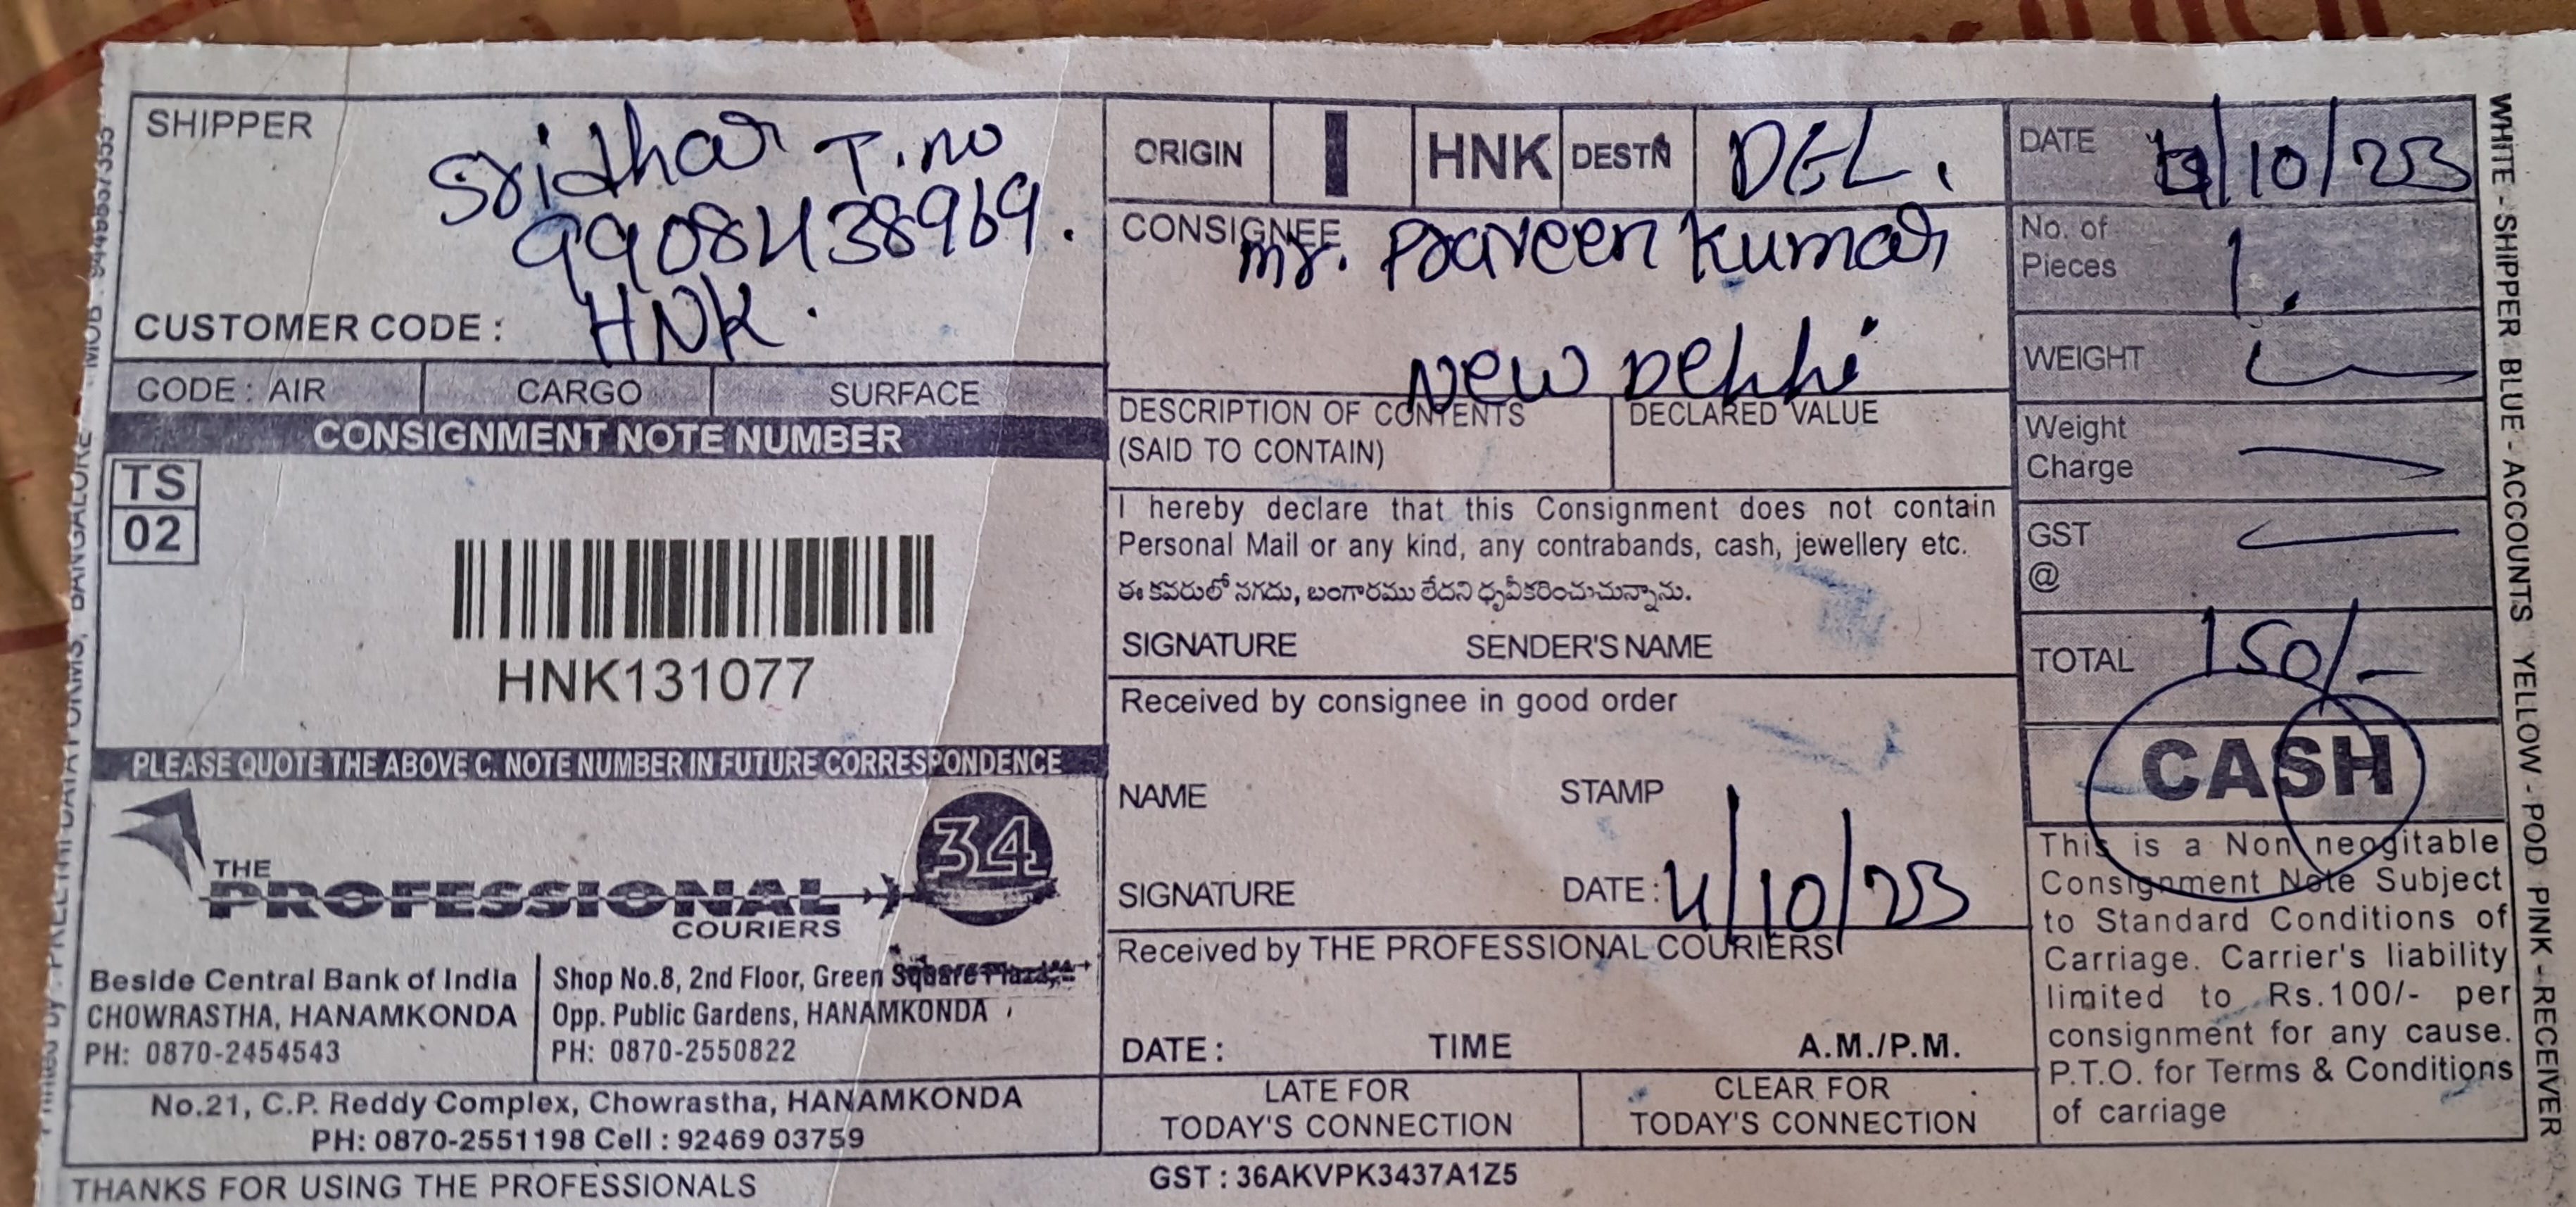 SHIPPER
Sridhar T.no
9908438969.
HNK.
CUSTOMER CODE :
CODE : AIR CARGO SURFACE
CONSIGNMENT NOTE NUMBER
TS
02
HNK131077
PLEASE QUOTE THE ABOVE C. NOTE NUMBER IN FUTURE CORRESPONDENCE
34
THE
PROFESSIONAL
COURIERS
Beside Central Bank of India
CHOWRASTHA, HANAMKONDA
PH: 0870-2454543
Shop No.8, 2nd Floor, Green Square Plaza,
Opp. Public Gardens, HANAMKONDA
PH: 0870-2550822
No.21, C.P. Reddy Complex, Chowrastha, HANAMKONDA
PH: 0870-2551198 Cell : 92469 03759
THANKS FOR USING THE PROFESSIONALS
ORIGIN I HNK DESTN DEL.
CONSIGNEE
Mr. Praveen Kumar
New Delhi
DESCRIPTION OF CONTENTS
(SAID TO CONTAIN)
DECLARED VALUE
I hereby declare that this Consignment does not contain
Personal Mail or any kind, any contrabands, cash, jewellery etc.
ఈ కవరులో నగదు, బంగారము లేదని ధృవీకరించుచున్నాను.
SIGNATURE SENDER'S NAME
Received by consignee in good order
NAME STAMP
SIGNATURE DATE: 4/10/23
Received by THE PROFESSIONAL COURIERS
DATE : TIME A.M./P.M.
LATE FOR
TODAY'S CONNECTION
CLEAR FOR
TODAY'S CONNECTION
GST : 36AKVPK3437A1Z5
DATE 4/10/23
No. of
Pieces
1.
WEIGHT
Weight
Charge
GST
@
TOTAL 150/-
CASH
This is a Non neogitable
Consignment Note Subject
to Standard Conditions of
Carriage. Carrier's liability
limited to Rs.100/- per
consignment for any cause.
P.T.O. for Terms & Conditions
of carriage
WHITE - SHIPPER BLUE - ACCOUNTS YELLOW - POD PINK - RECEIVER